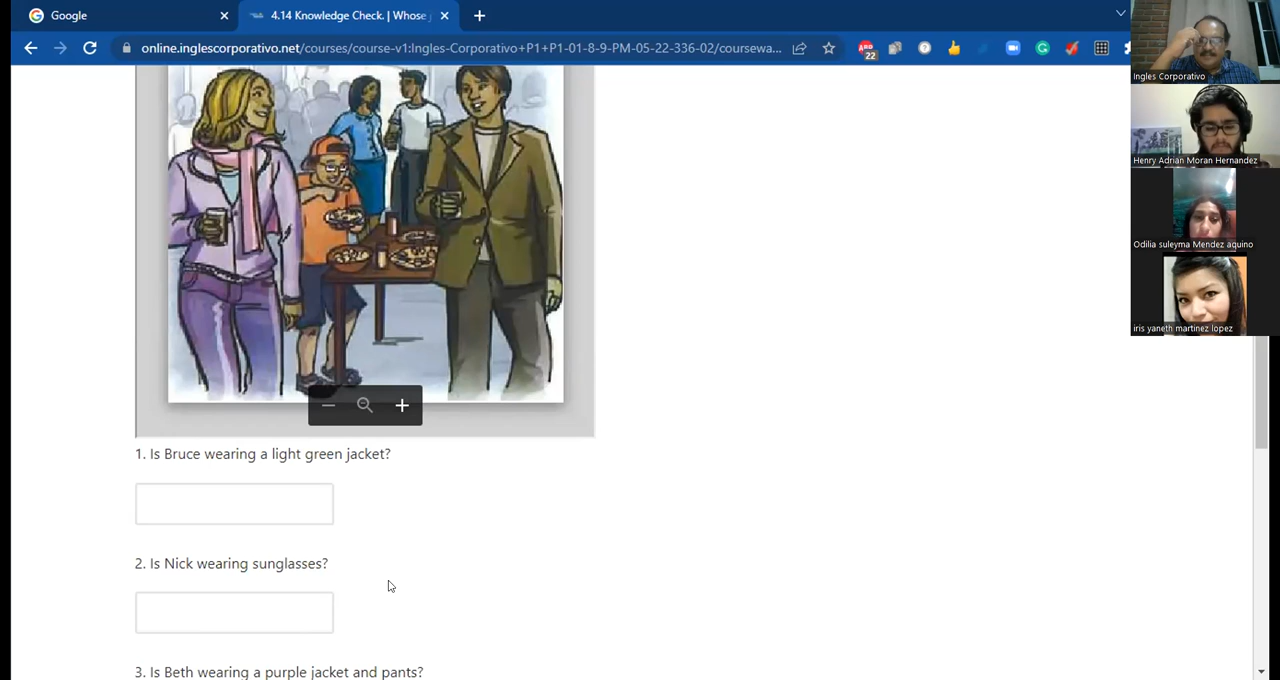 Google
4.14 Knowledge Check. | Whose
online.inglescorporativo.net/courses/course-v1:Ingles-Corporativo+P1+P1-01-8-9-PM-05-22-336-02/coursewa...
22
Ingles Corporativo
Henry Adrian Moran Hernandez
Odilia suleyma Mendez aquino
iris yaneth martinez lopez
1. Is Bruce wearing a light green jacket?
2. Is Nick wearing sunglasses?
3. Is Beth wearing a purple jacket and pants?